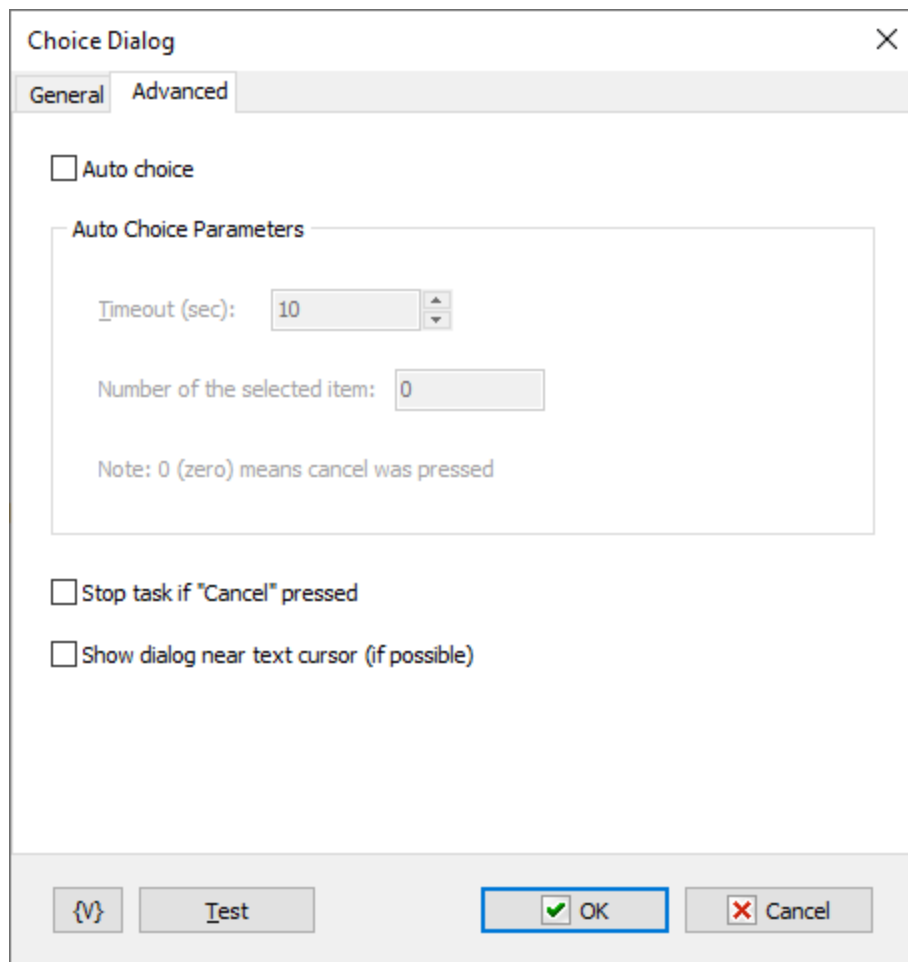 Choice Dialog
General Advanced
Auto choice
Auto Choice Parameters
Timeout (sec): 10
Number of the selected item: 0
Note: 0 (zero) means cancel was pressed
Stop task if "Cancel" pressed
Show dialog near text cursor (if possible)
{V} Test OK Cancel